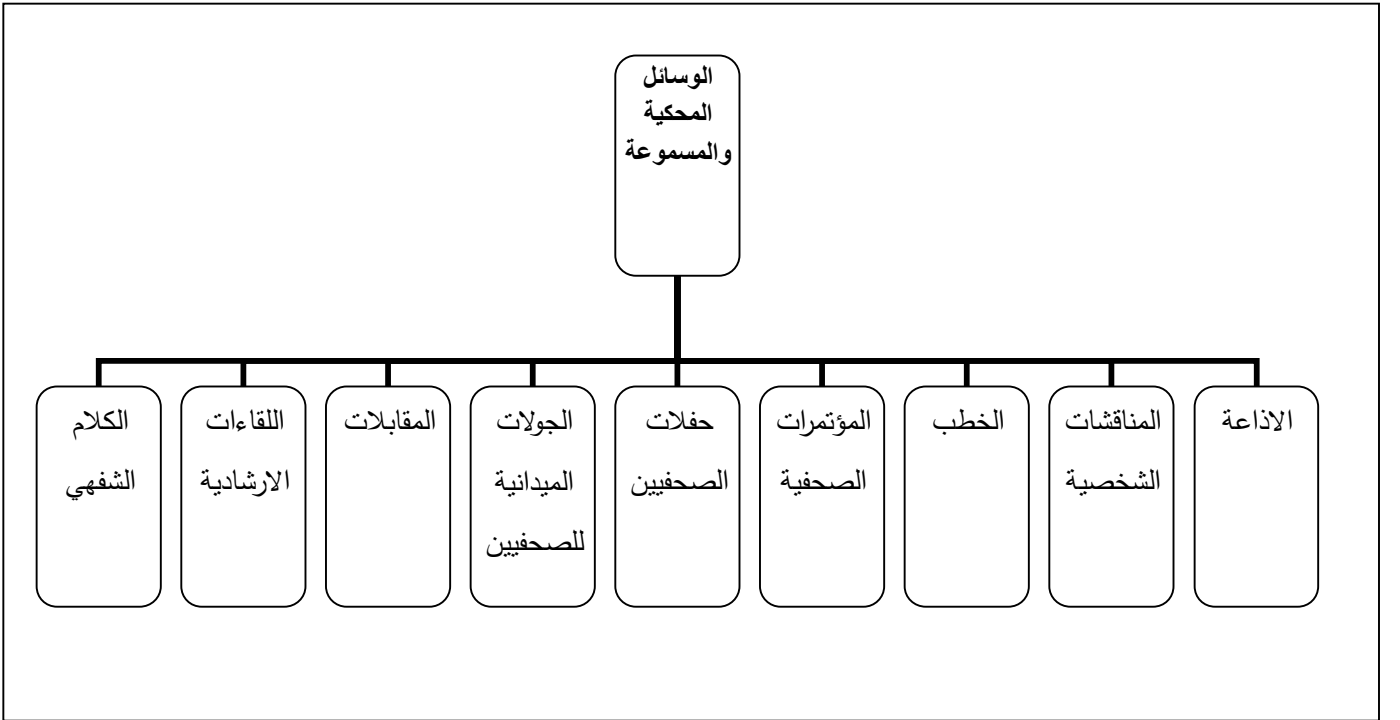 الوسائل
المحكية
والمسموعة
الاذاعة
المناقشات
الشخصية
الخطب
المؤتمرات
الصحفية
حفلات
الصحفيين
الجولات
الميدانية
للصحفيين
المقابلات
اللقاءات
الارشادية
الكلام
الشفهي